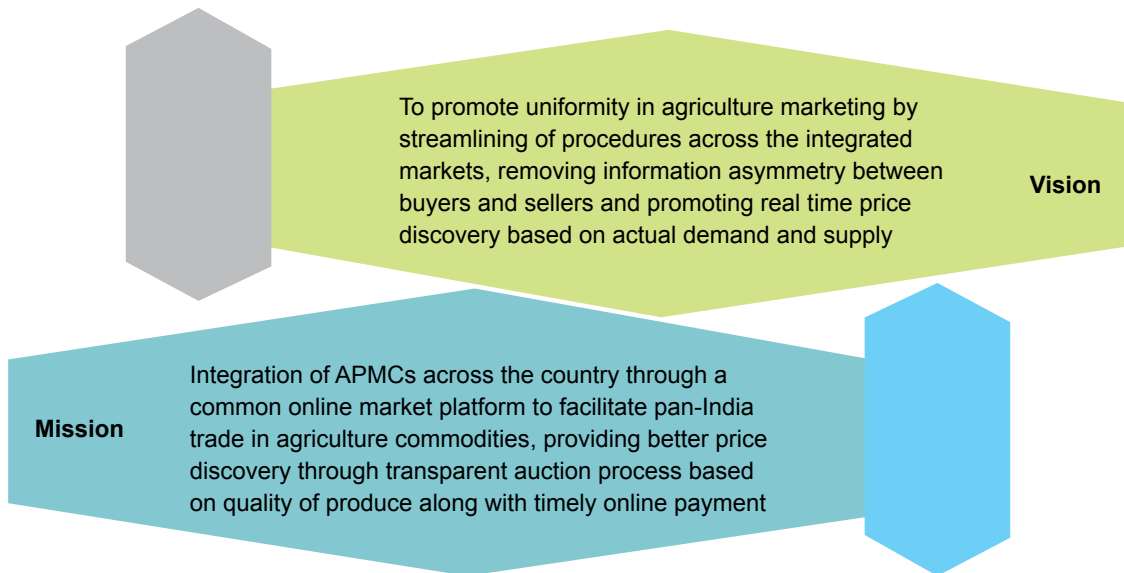 To promote uniformity in agriculture marketing by
streamlining of procedures across the integrated
markets, removing information asymmetry between
buyers and sellers and promoting real time price
discovery based on actual demand and supply
Vision
Mission
Integration of APMCs across the country through a
common online market platform to facilitate pan-India
trade in agriculture commodities, providing better price
discovery through transparent auction process based
on quality of produce along with timely online payment